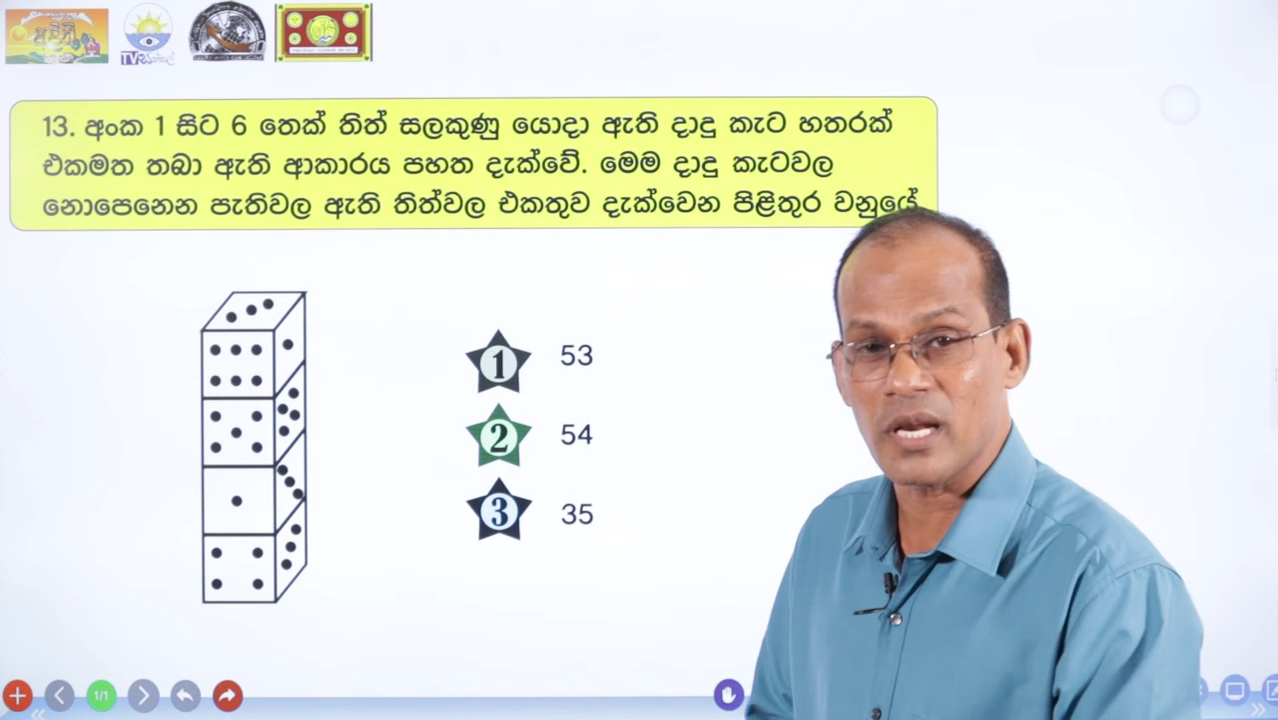 TV-S
13. අංක 1 සිට 6 තෙක් තිත් සලකුණු යොදා ඇති දාදු කැට හතරක්
එකමත තබා ඇති ආකාරය පහත දැක්වේ. මෙම දාදු කැටවල
නොපෙනෙන පැතිවල ඇති තිත්වල එකතුව දැක්වෙන පිළිතුර වනුයේ
1 53
2 54
3 35
1/1